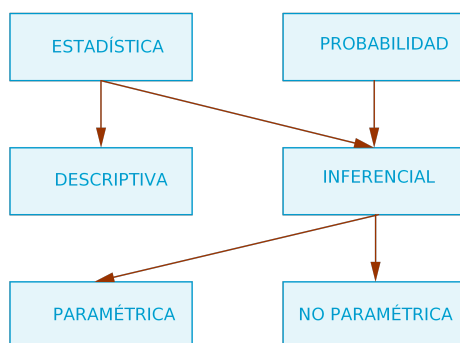 ESTADÍSTICA
PROBABILIDAD
DESCRIPTIVA
INFERENCIAL
PARAMÉTRICA
NO PARAMÉTRICA